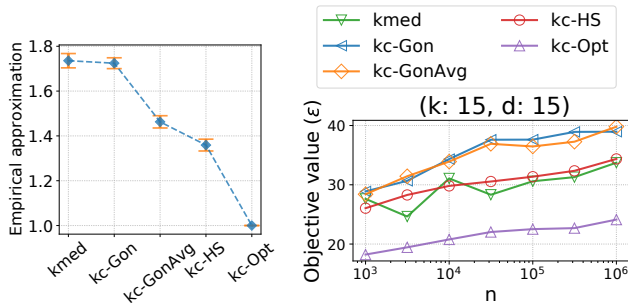 Empirical approximation
1.8
1.6
1.4
1.2
1.0
kmed
kc-Gon
kc-GonAvg
kc-HS
kc-Opt
kmed
kc-Gon
kc-GonAvg
kc-HS
kc-Opt
(k: 15, d: 15)
Objective value (ε)
40
30
20
10³ 10⁴ 10⁵ 10⁶
n